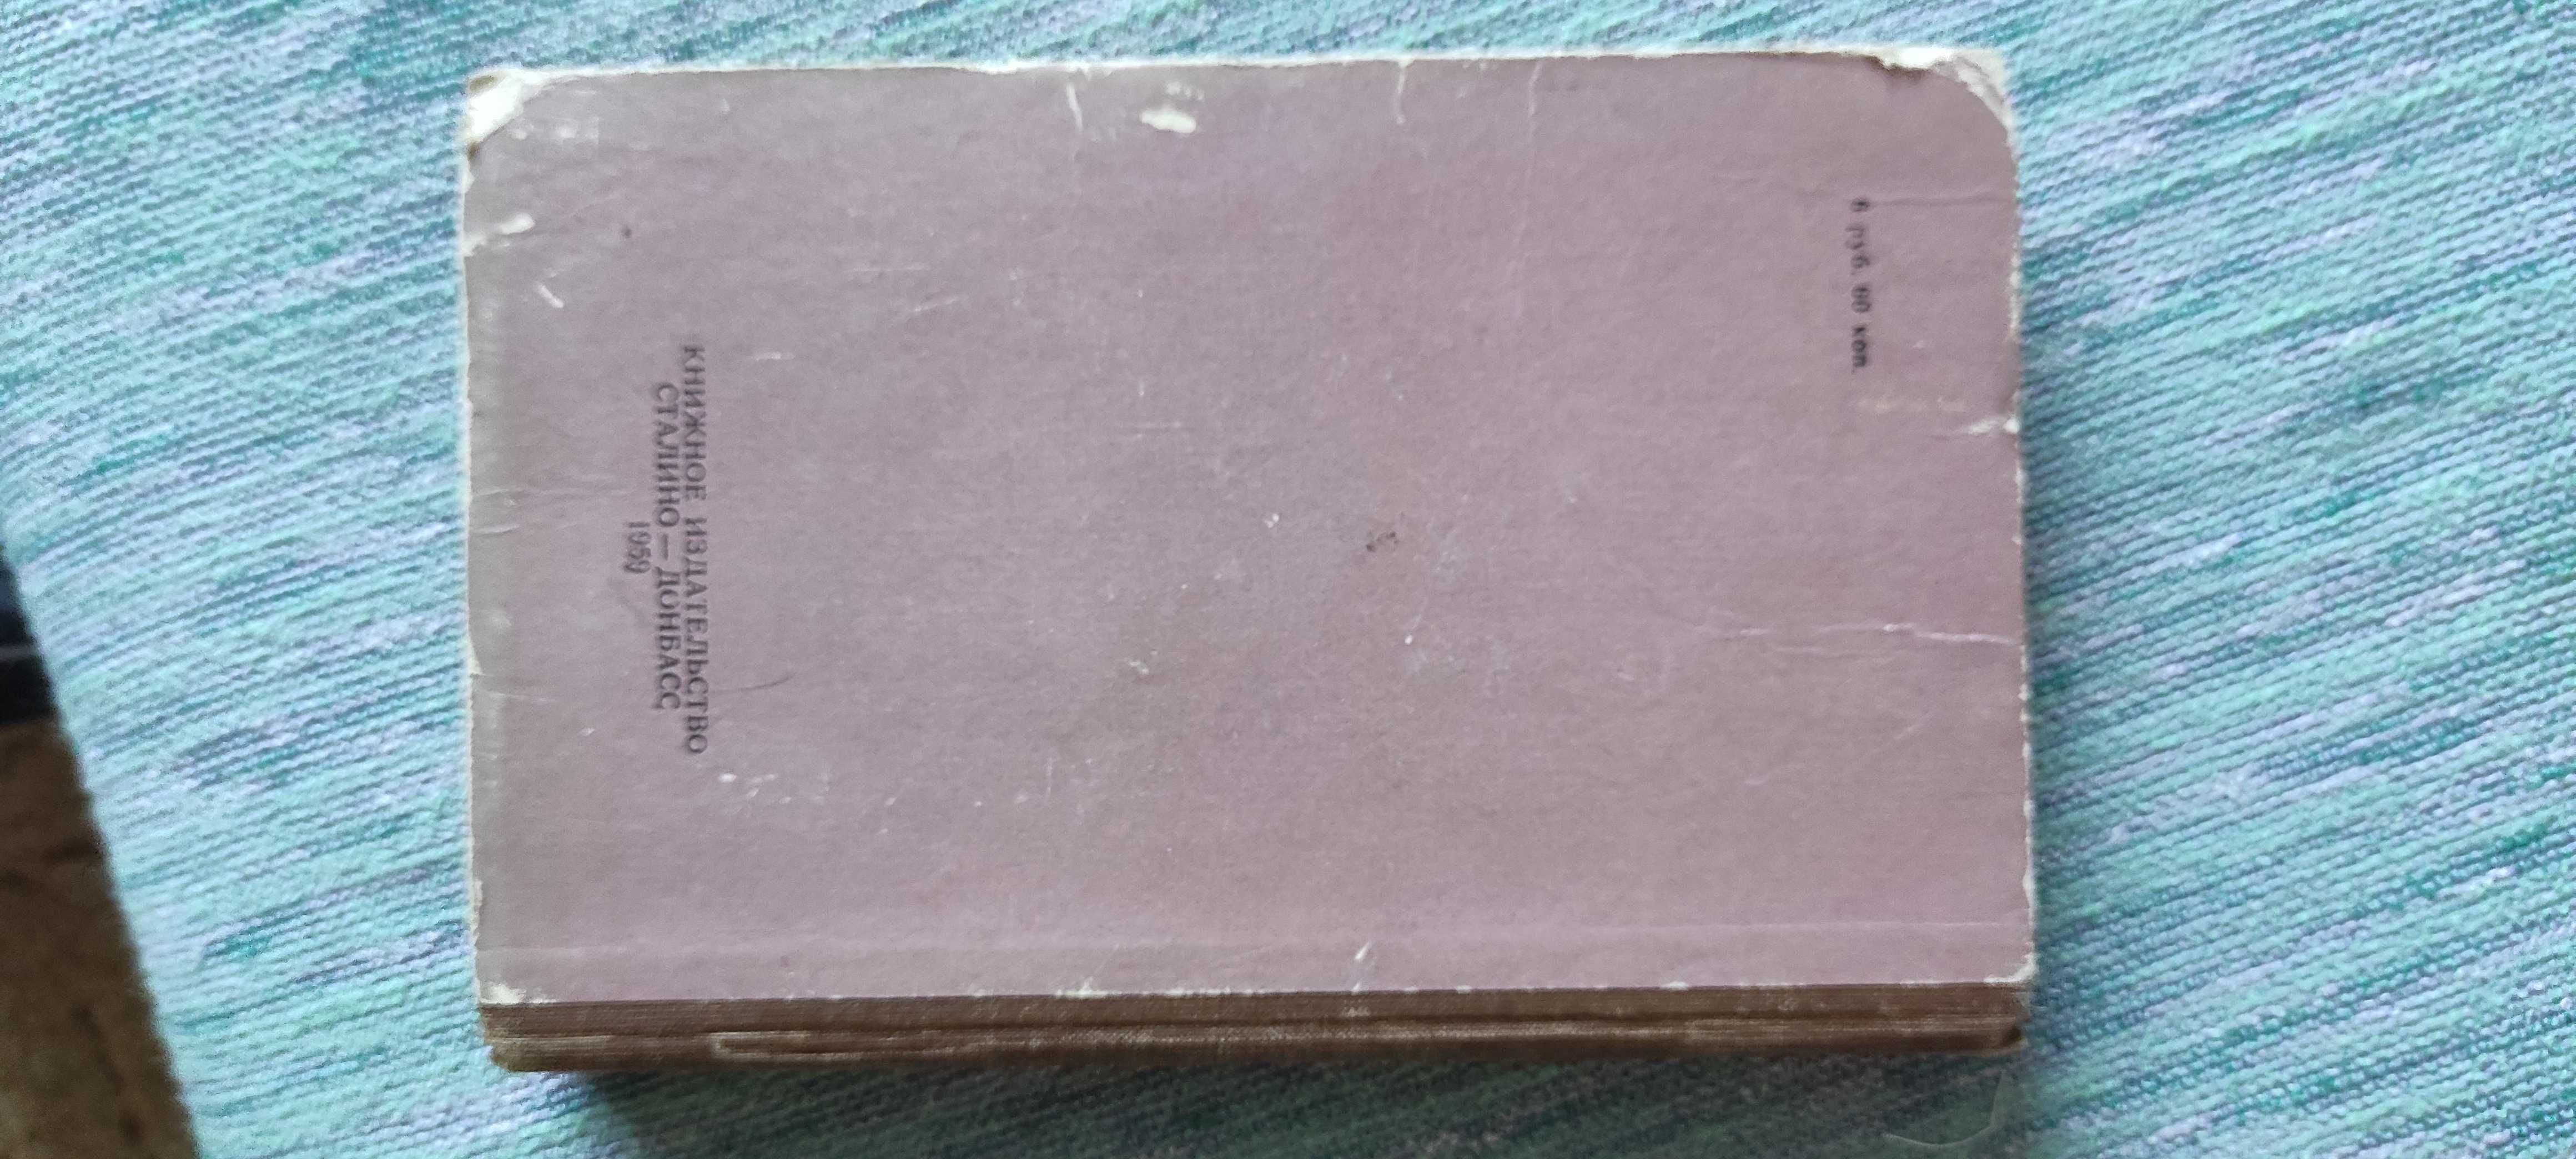 6 руб. 60 коп.
КНИЖНОЕ ИЗДАТЕЛЬСТВО
СТАЛИНО — ДОНБАСС
1959